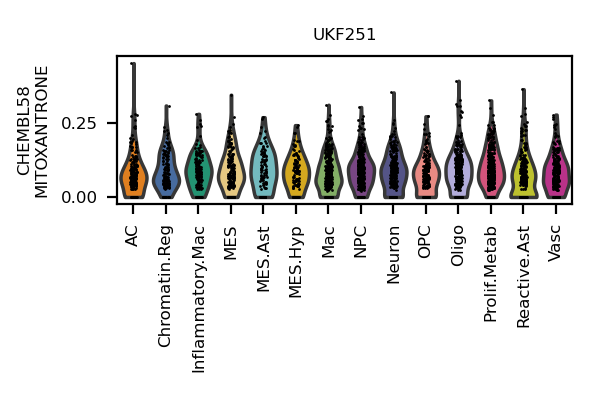 UKF251
CHEMBL58
MITOXANTRONE
0.25
0.00
AC
Chromatin.Reg
Inflammatory.Mac
MES
MES.Ast
MES.Hyp
Mac
NPC
Neuron
OPC
Oligo
Prolif.Metab
Reactive.Ast
Vasc